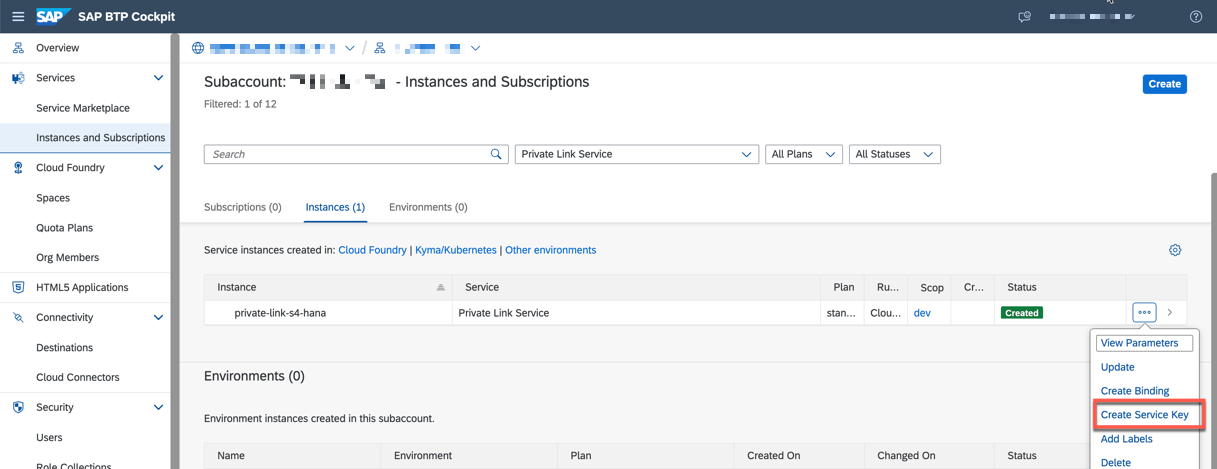 SAP SAP BTP Cockpit
Overview
Services
Service Marketplace
Instances and Subscriptions
Cloud Foundry
Spaces
Quota Plans
Org Members
HTML5 Applications
Connectivity
Destinations
Cloud Connectors
Security
Users
Role Collections
/
Subaccount: - Instances and Subscriptions
Create
Filtered: 1 of 12
Search Private Link Service All Plans All Statuses
Subscriptions (0) Instances (1) Environments (0)
Service instances created in: Cloud Foundry | Kyma/Kubernetes | Other environments
Instance Service Plan Ru... Scop Cr... Status
private-link-s4-hana Private Link Service stan... Clou... dev Created
View Parameters
Update
Create Binding
Create Service Key
Add Labels
Delete
Environments (0)
Environment instances created in this subaccount.
Name Environment Plan Created On Changed On Status